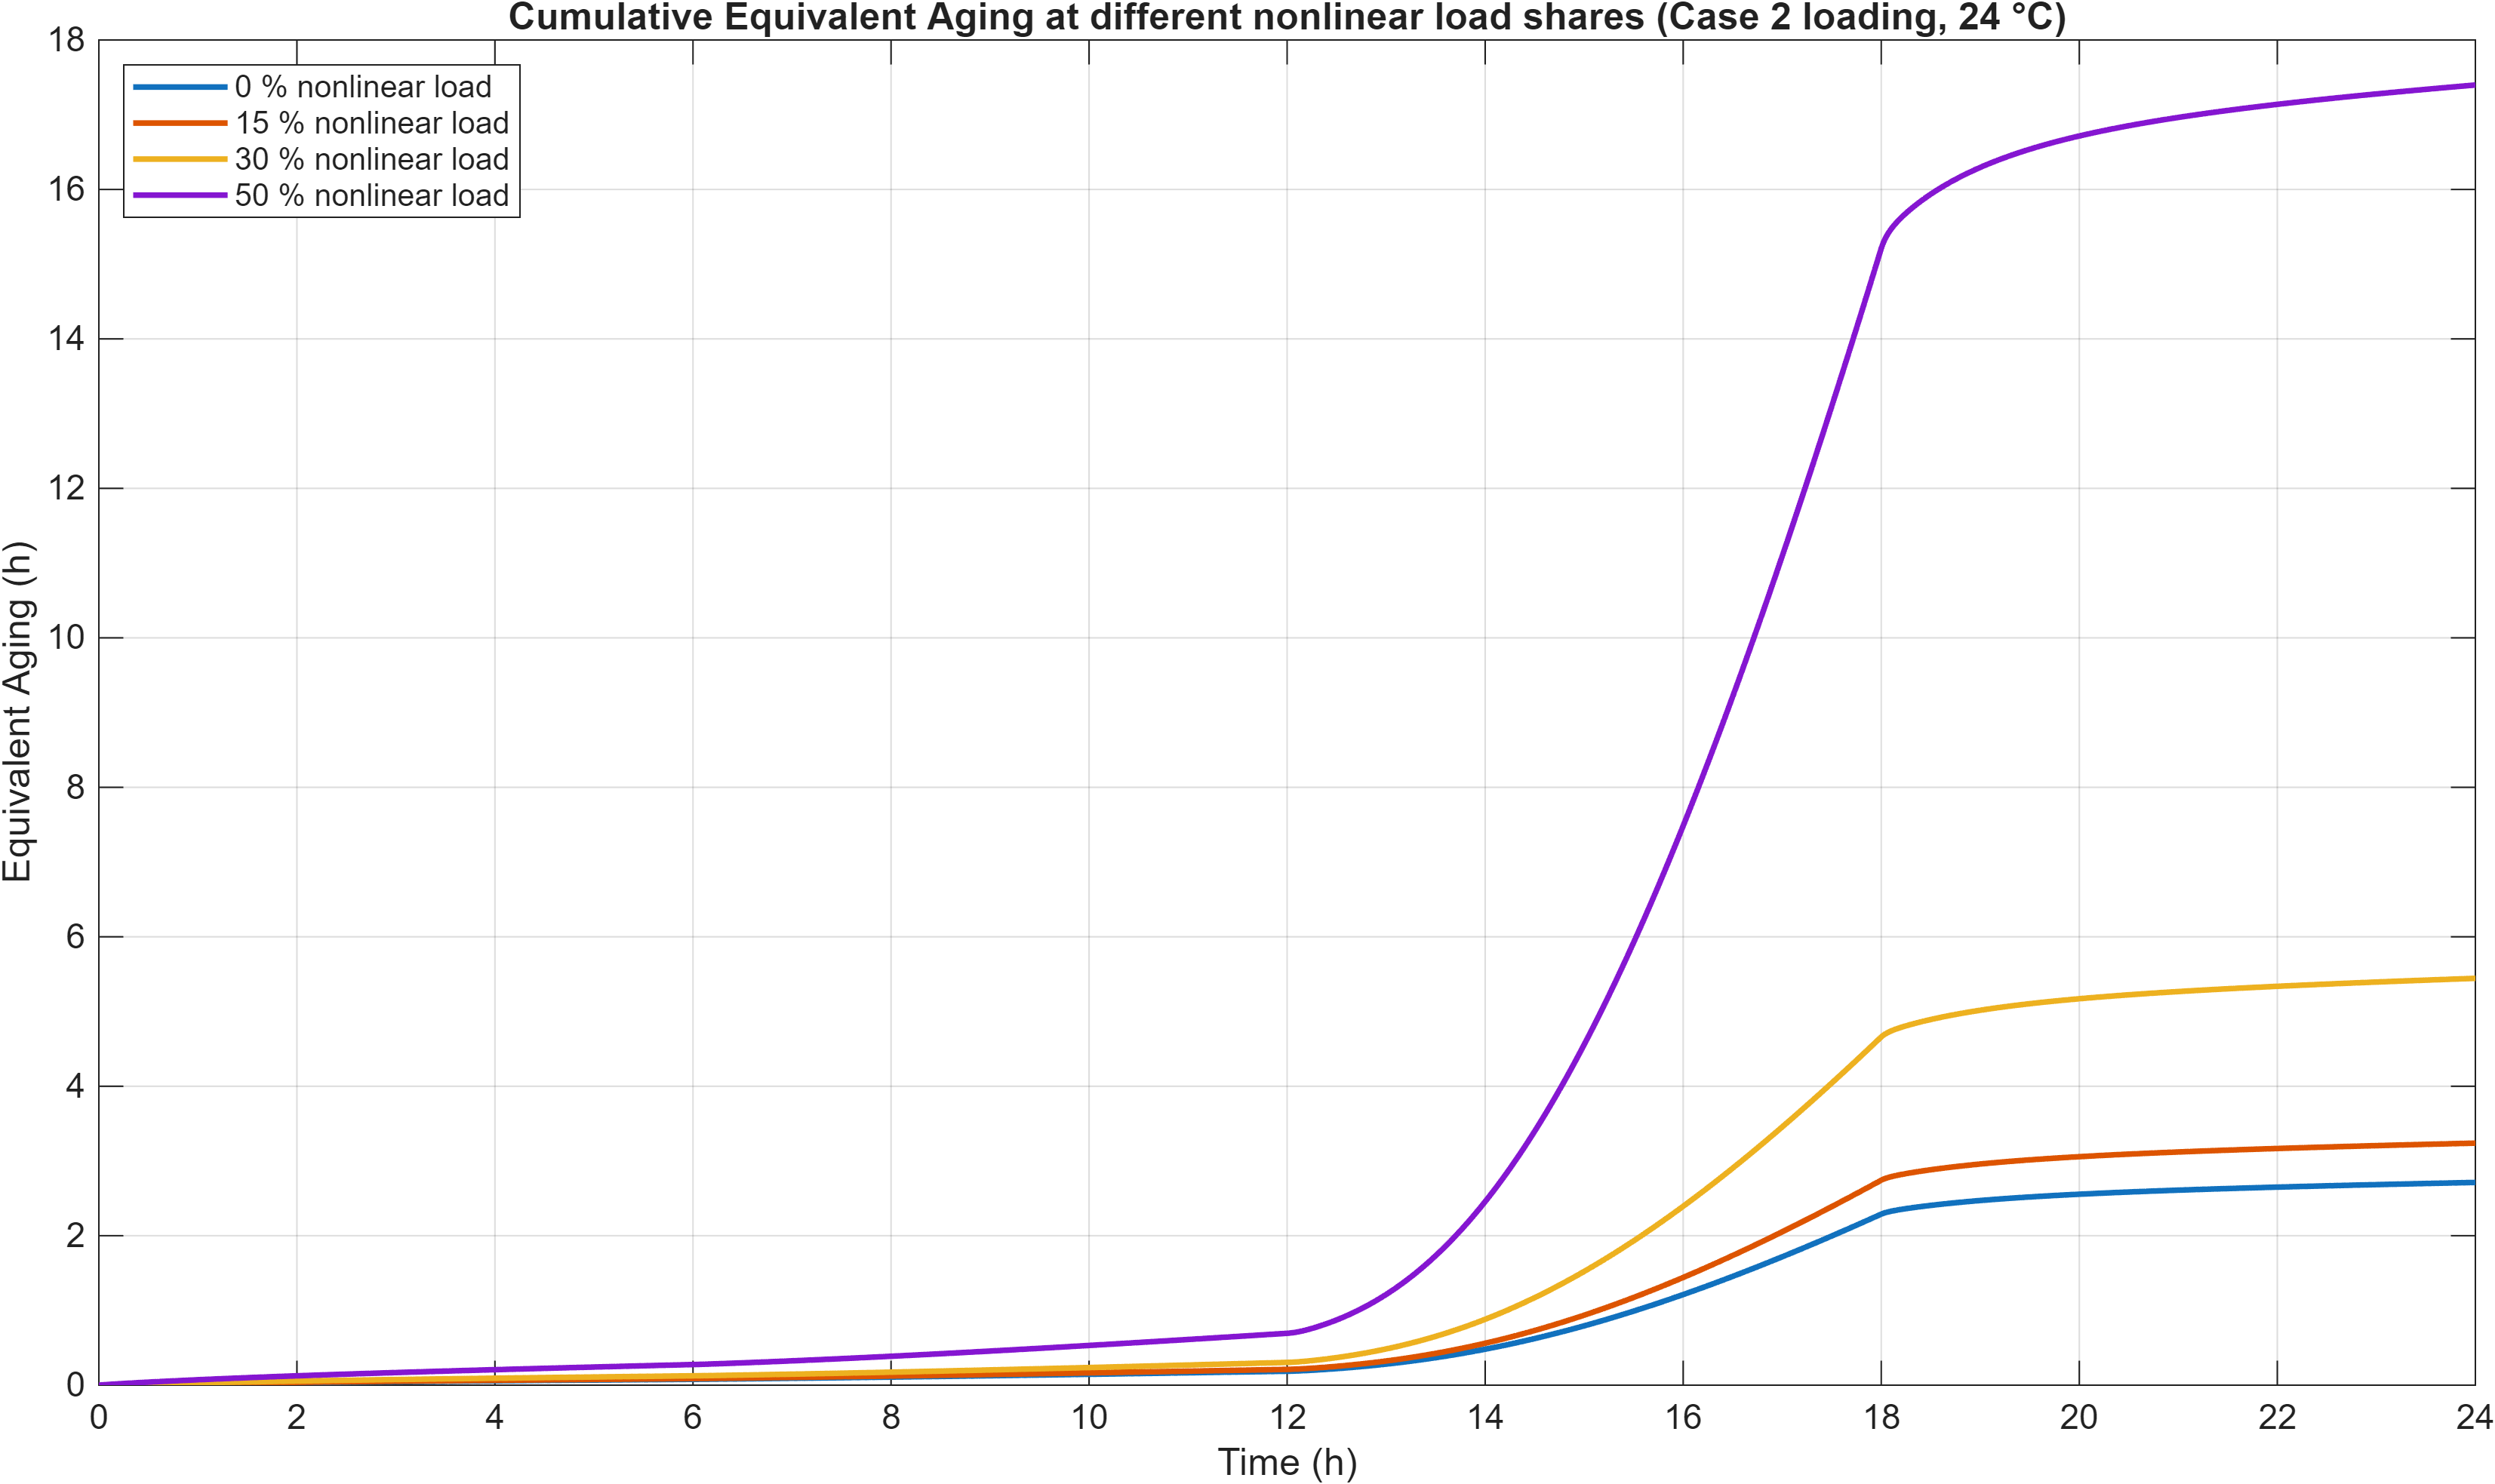 Cumulative Equivalent Aging at different nonlinear load shares (Case 2 loading, 24 °C)
18
16
14
12
10
8
6
4
2
0
Equivalent Aging (h)
0 % nonlinear load
15 % nonlinear load
30 % nonlinear load
50 % nonlinear load
0 2 4 6 8 10 12 14 16 18 20 22 24
Time (h)